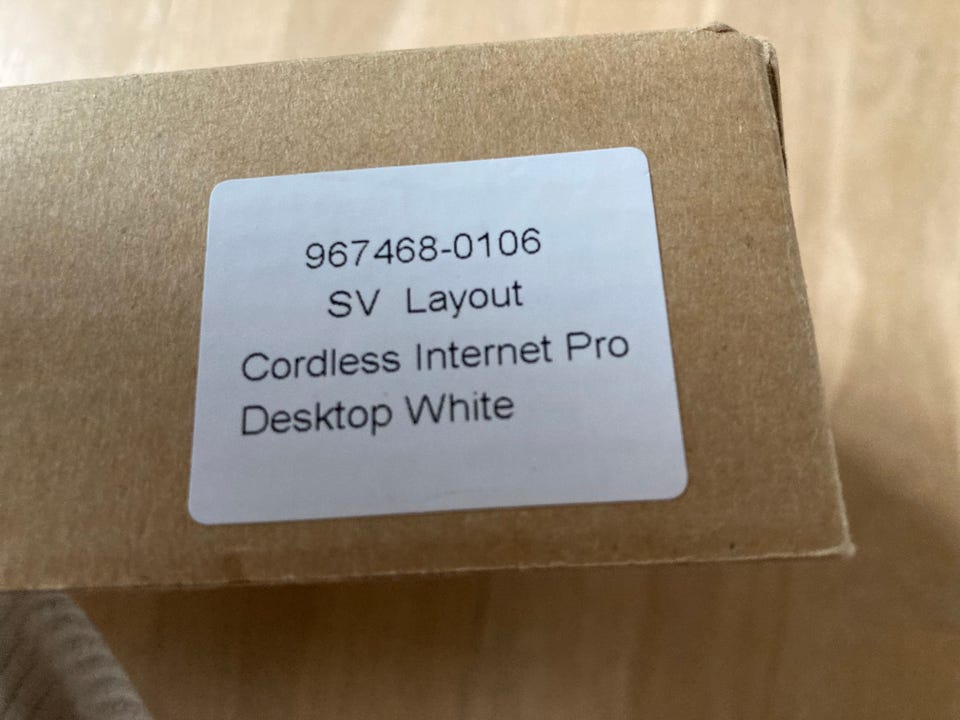 967468-0106
SV Layout
Cordless Internet Pro
Desktop White